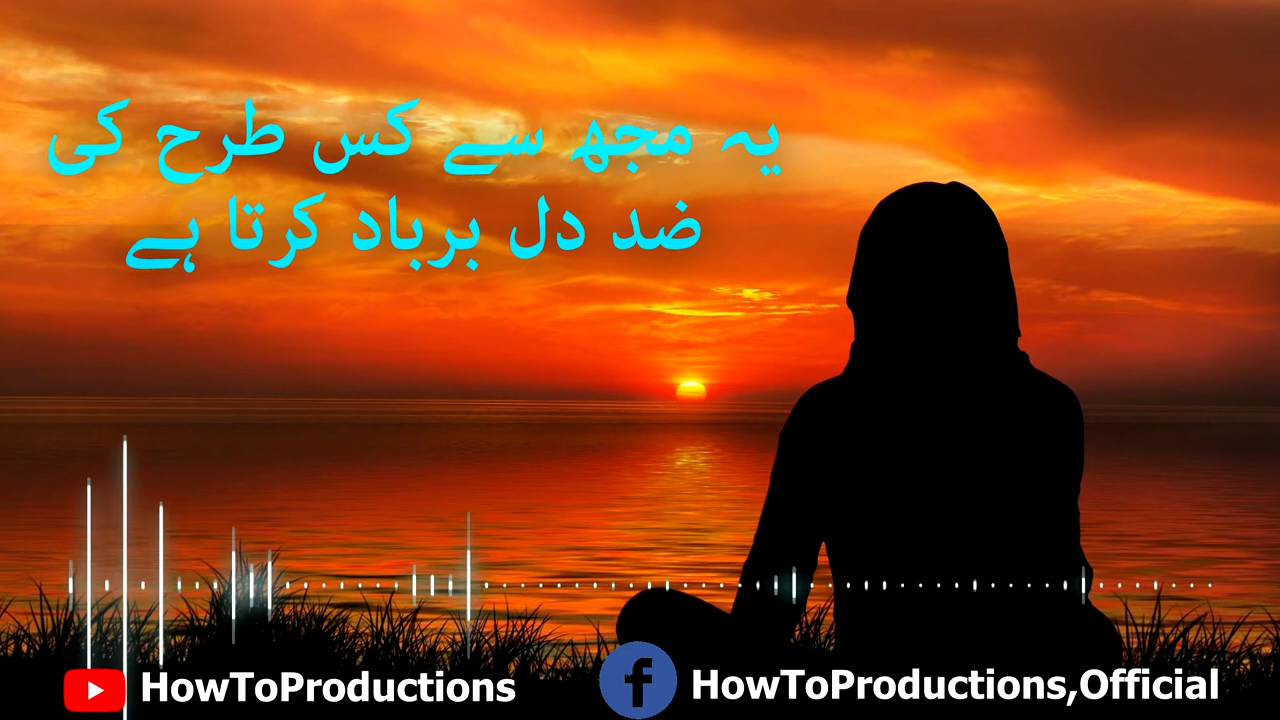 یہ مجھ سے کس طرح کی
ضد دل برباد کرتا ہے
HowToProductions
HowToProductions,Official